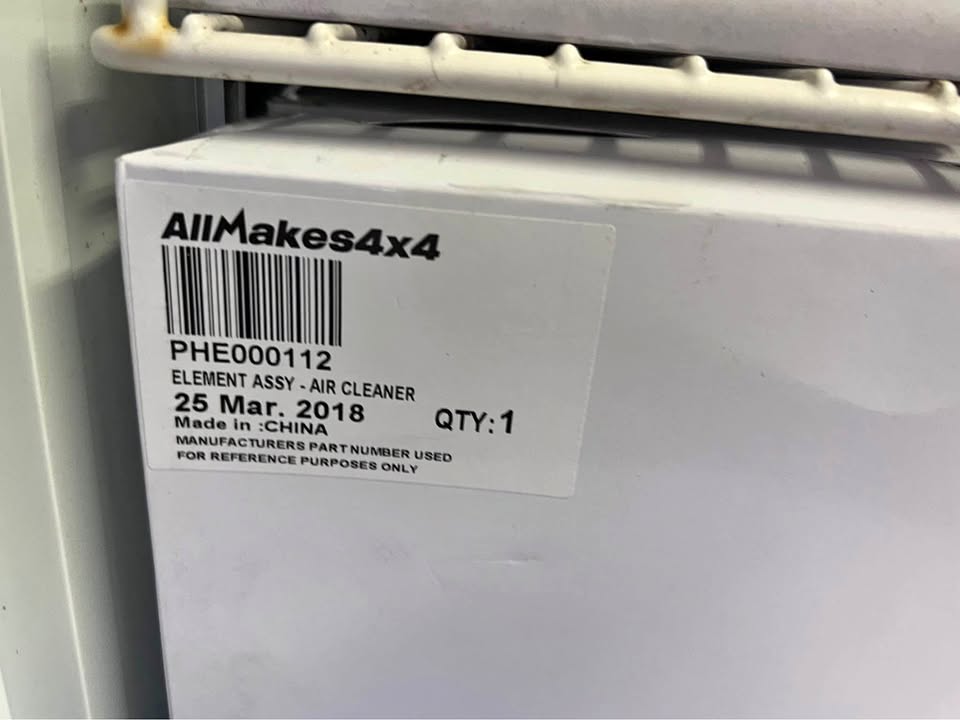 AllMakes4x4
PHE000112
ELEMENT ASSY - AIR CLEANER
25 Mar. 2018 QTY: 1
Made in :CHINA
MANUFACTURERS PART NUMBER USED
FOR REFERENCE PURPOSES ONLY